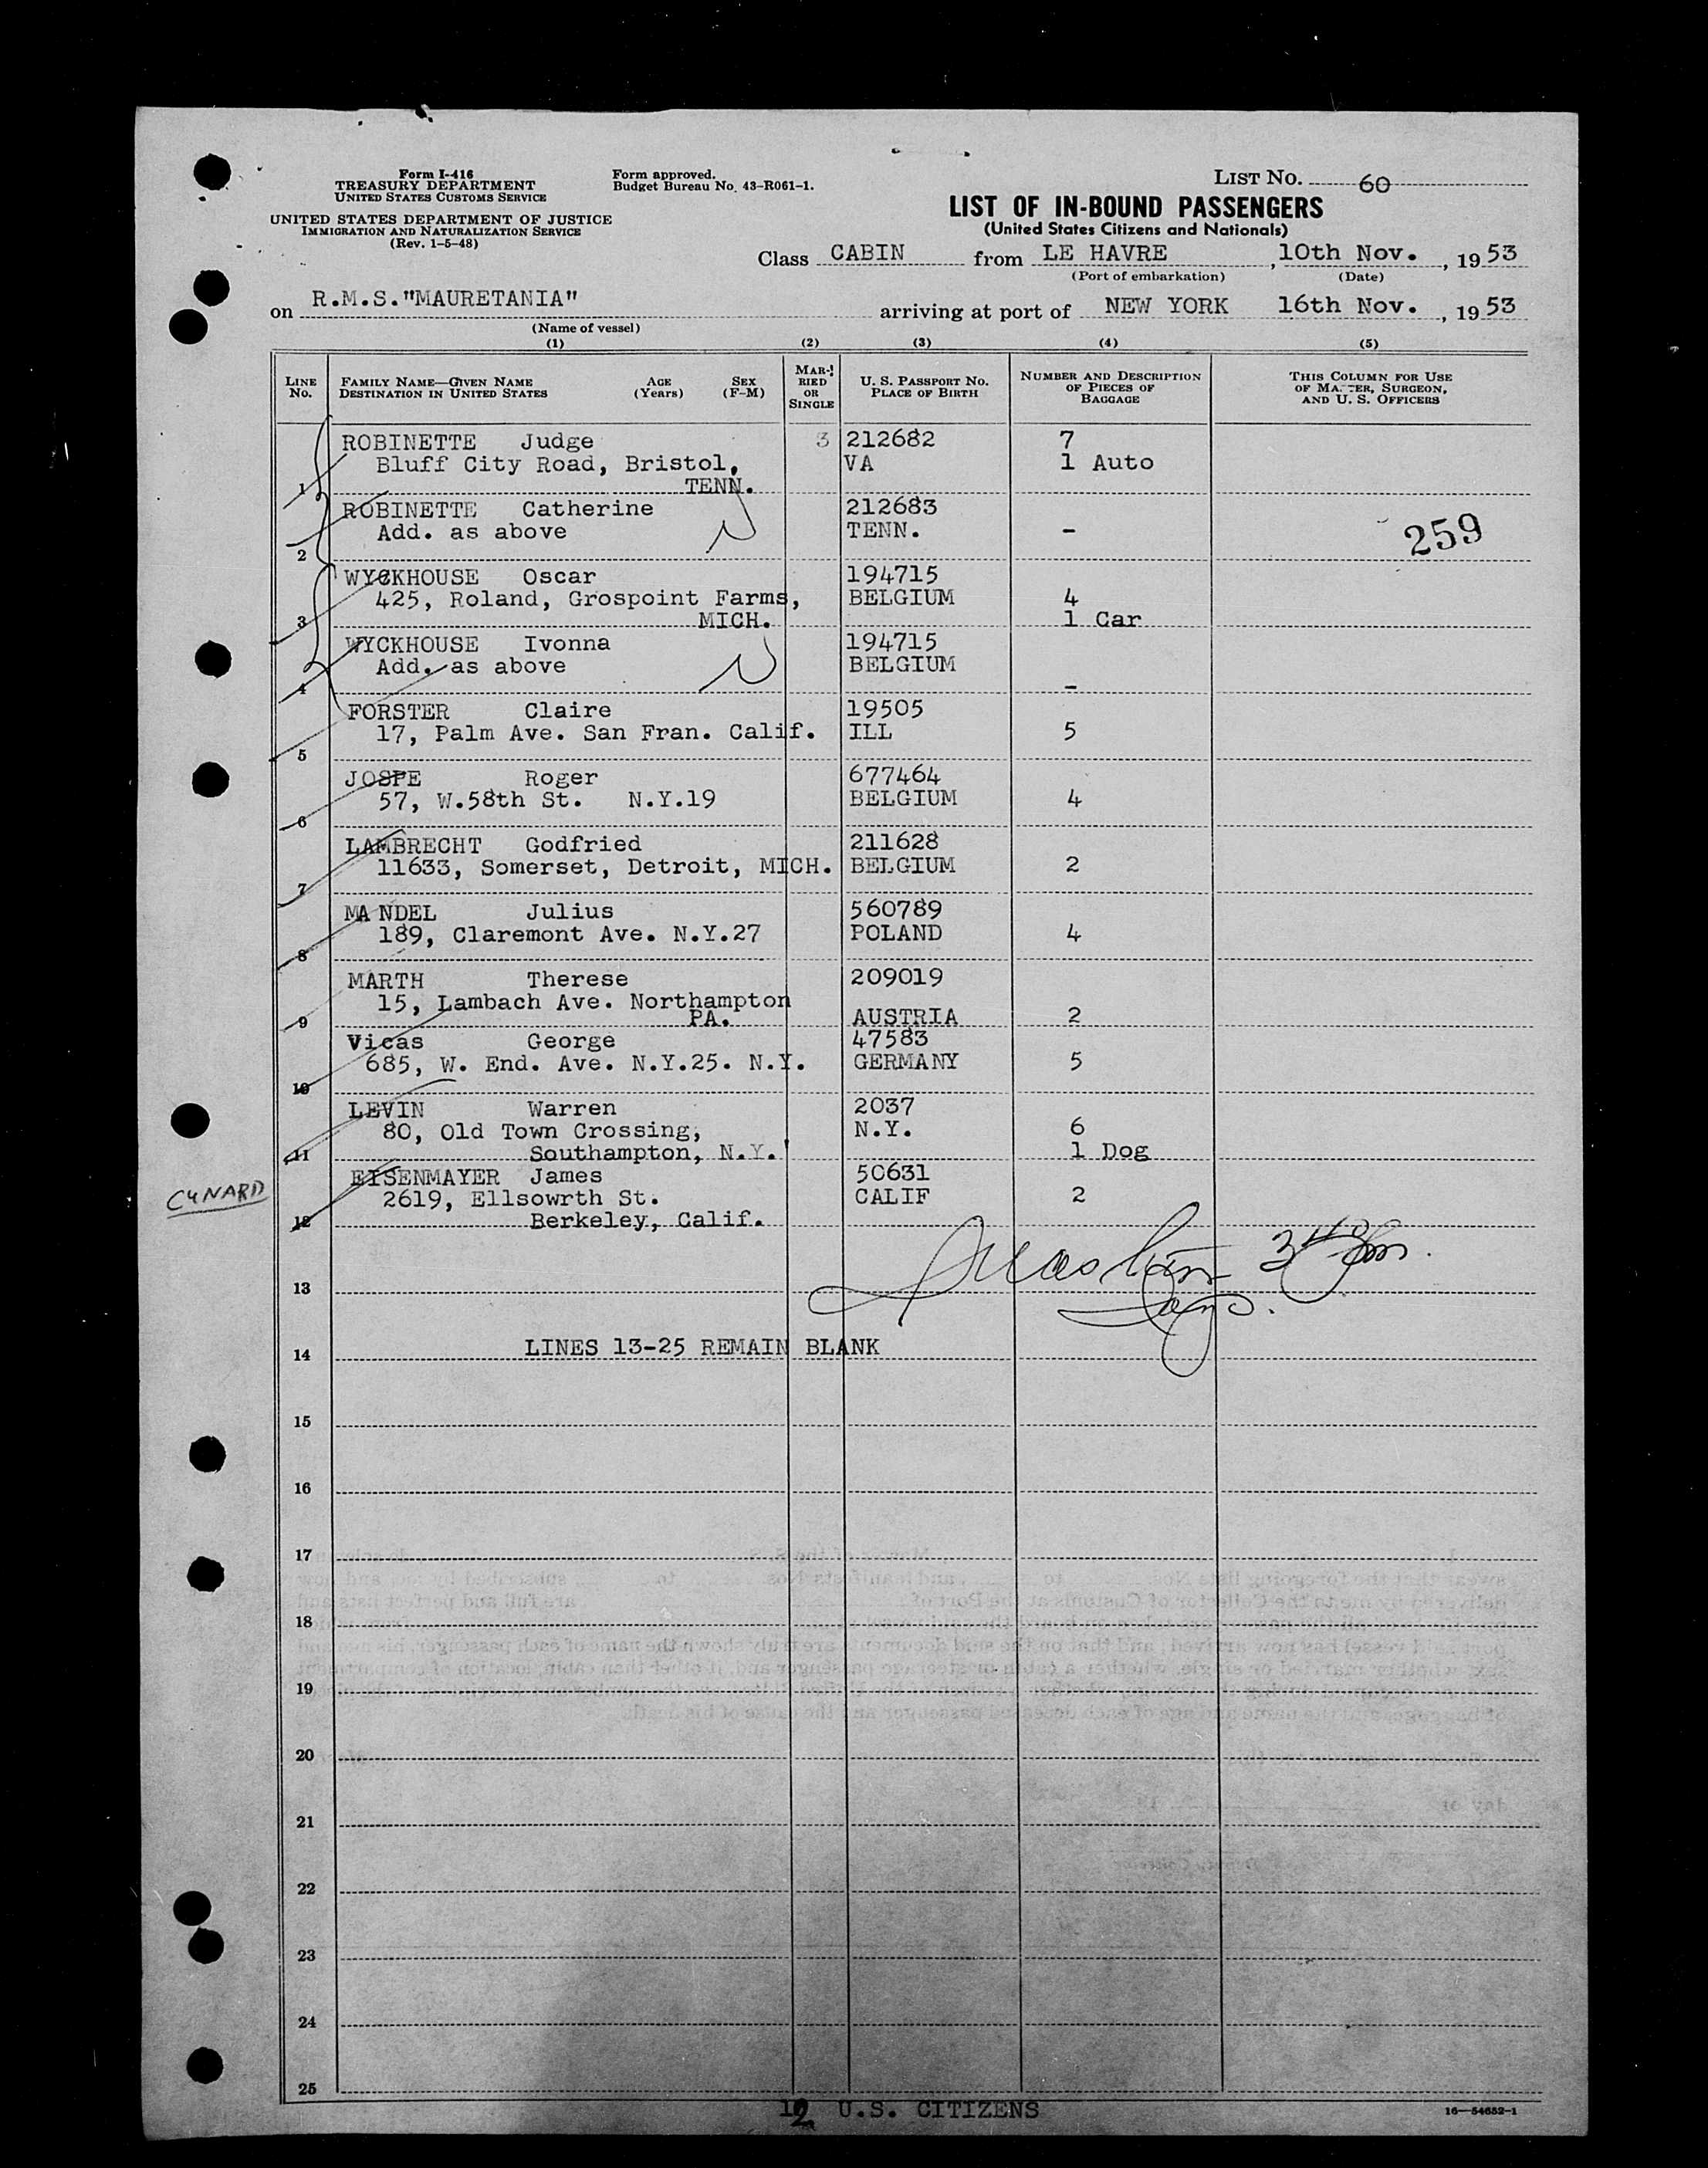 Form I-416
TREASURY DEPARTMENT
UNITED STATES CUSTOMS SERVICE
UNITED STATES DEPARTMENT OF JUSTICE
IMMIGRATION AND NATURALIZATION SERVICE
(Rev. 1-5-48)
Form approved.
Budget Bureau No. 43-R061-1.
LIST NO. 60
LIST OF IN-BOUND PASSENGERS
(United States Citizens and Nationals)
Class CABIN from LE HAVRE, 10th Nov., 1953
(Port of embarkation) (Date)
on R.M.S."MAURETANIA" arriving at port of NEW YORK 16th Nov., 1953
(Name of vessel)
(1) (2) (3) (4) (5)
LINE No.
FAMILY NAME—GIVEN NAME
DESTINATION IN UNITED STATES
AGE (Years)
SEX (F-M)
MARRIED OR SINGLE
U. S. PASSPORT NO.
PLACE OF BIRTH
NUMBER AND DESCRIPTION OF PIECES OF BAGGAGE
THIS COLUMN FOR USE OF MASTER, SURGEON, AND U. S. OFFICERS
ROBINETTE Judge 3 212682 7
Bluff City Road, Bristol, VA 1 Auto
1 TENN.
ROBINETTE Catherine 212683
Add. as above TENN. - 259
2
WYCKHOUSE Oscar 194715
425, Roland, Grospoint Farms, BELGIUM 4
3 MICH. 1 Car
WYCKHOUSE Ivonna 194715
Add. as above BELGIUM
4 -
FORSTER Claire 19505
17, Palm Ave. San Fran. Calif. ILL 5
5
JOSPE Roger 677464
57, W.58th St. N.Y.19 BELGIUM 4
6
LAMBRECHT Godfried 211628
11633, Somerset, Detroit, MICH. BELGIUM 2
7
MANDEL Julius 560789
189, Claremont Ave. N.Y.27 POLAND 4
8
MARTH Therese 209019
15, Lambach Ave. Northampton
9 PA. AUSTRIA 2
Vicas George 47583
685, W. End. Ave. N.Y.25. N.Y. GERMANY 5
10
LEVIN Warren 2037
80, Old Town Crossing, N.Y. 6
11 Southampton, N.Y. 1 Dog
CUNARD
EISENMAYER James 50631
2619, Ellsowrth St. CALIF 2
12 Berkeley, Calif.
13
14 LINES 13-25 REMAIN BLANK
15
16
17
18
19
20
21
22
23
24
25
12 U.S. CITIZENS
16—54652-1